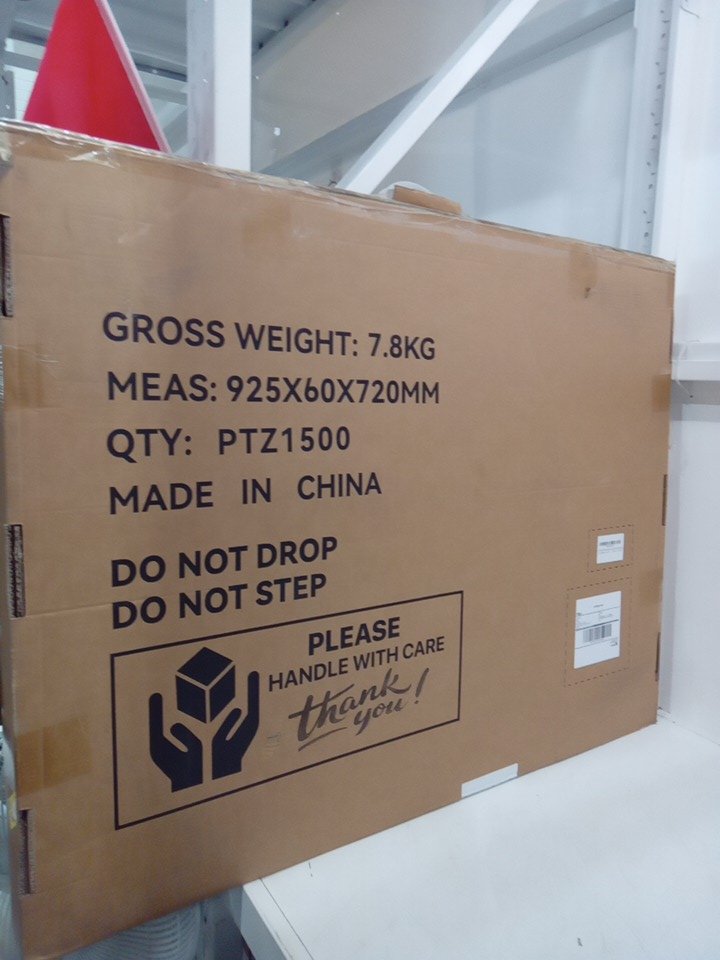 GROSS WEIGHT: 7.8KG
MEAS: 925X60X720MM
QTY: PTZ1500
MADE IN CHINA
DO NOT DROP
DO NOT STEP
PLEASE
HANDLE WITH CARE
thank
you!